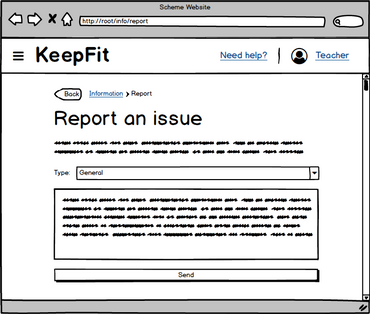 Scheme Website
http://root/info/report
KeepFit
Need help?
Teacher
Back
Information
Report
Report an issue
Type:
General
Send